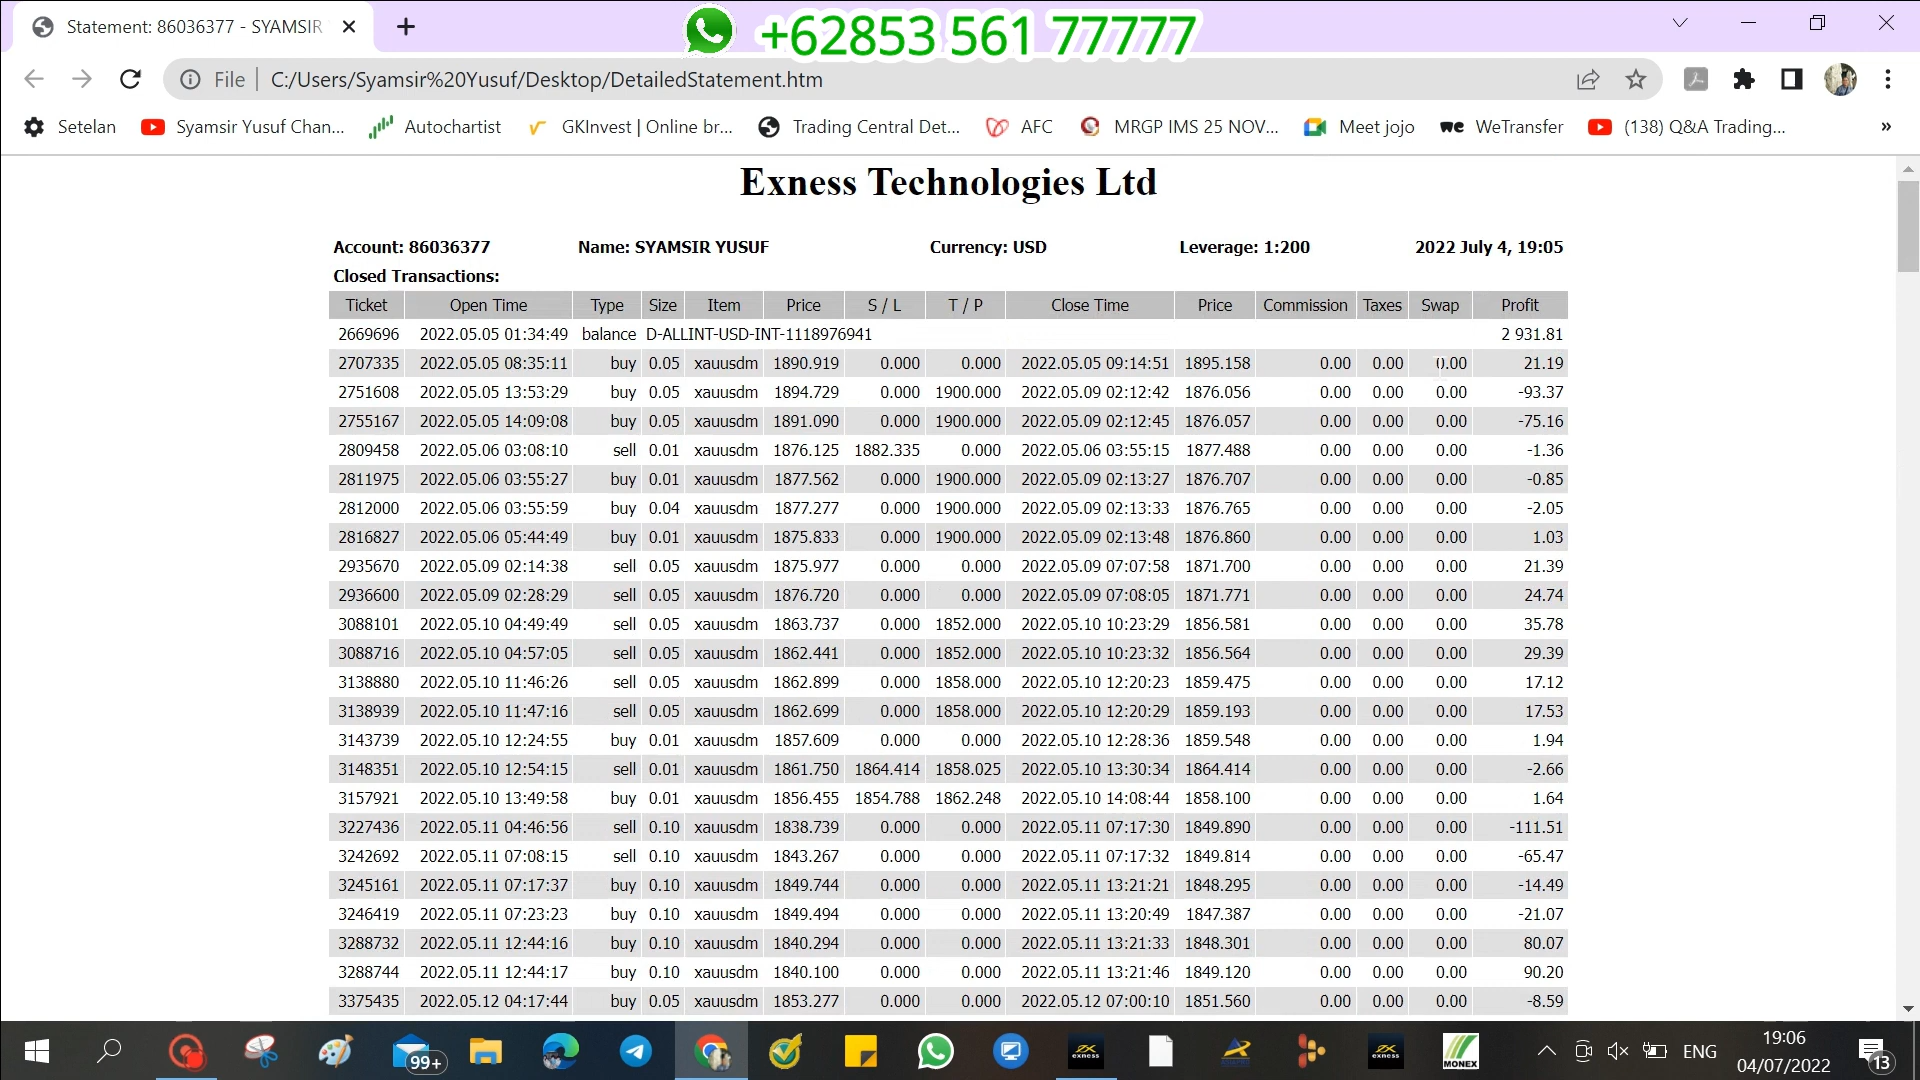 Statement: 86036377 - SYAMSIR
+62853 561 77777
File
C:/Users/Syamsir%20Yusuf/Desktop/DetailedStatement.htm
Setelan
Syamsir Yusuf Chan...
Autochartist
GKInvest | Online br...
Trading Central Det...
AFC
MRGP IMS 25 NOV...
Meet jojo
WeTransfer
(138) Q&A Trading...
»
Exness Technologies Ltd
Account: 86036377 Name: SYAMSIR YUSUF Currency: USD Leverage: 1:200 2022 July 4, 19:05
Closed Transactions:
Ticket Open Time Type Size Item Price S / L T / P Close Time Price Commission Taxes Swap Profit
2669696 2022.05.05 01:34:49 balance D-ALLINT-USD-INT-1118976941 2 931.81
2707335 2022.05.05 08:35:11 buy 0.05 xauusdm 1890.919 0.000 0.000 2022.05.05 09:14:51 1895.158 0.00 0.00 0.00 21.19
2751608 2022.05.05 13:53:29 buy 0.05 xauusdm 1894.729 0.000 1900.000 2022.05.09 02:12:42 1876.056 0.00 0.00 0.00 -93.37
2755167 2022.05.05 14:09:08 buy 0.05 xauusdm 1891.090 0.000 1900.000 2022.05.09 02:12:45 1876.057 0.00 0.00 0.00 -75.16
2809458 2022.05.06 03:08:10 sell 0.01 xauusdm 1876.125 1882.335 0.000 2022.05.06 03:55:15 1877.488 0.00 0.00 0.00 -1.36
2811975 2022.05.06 03:55:27 buy 0.01 xauusdm 1877.562 0.000 1900.000 2022.05.09 02:13:27 1876.707 0.00 0.00 0.00 -0.85
2812000 2022.05.06 03:55:59 buy 0.04 xauusdm 1877.277 0.000 1900.000 2022.05.09 02:13:33 1876.765 0.00 0.00 0.00 -2.05
2816827 2022.05.06 05:44:49 buy 0.01 xauusdm 1875.833 0.000 1900.000 2022.05.09 02:13:48 1876.860 0.00 0.00 0.00 1.03
2935670 2022.05.09 02:14:38 sell 0.05 xauusdm 1875.977 0.000 0.000 2022.05.09 07:07:58 1871.700 0.00 0.00 0.00 21.39
2936600 2022.05.09 02:28:29 sell 0.05 xauusdm 1876.720 0.000 0.000 2022.05.09 07:08:05 1871.771 0.00 0.00 0.00 24.74
3088101 2022.05.10 04:49:49 sell 0.05 xauusdm 1863.737 0.000 1852.000 2022.05.10 10:23:29 1856.581 0.00 0.00 0.00 35.78
3088716 2022.05.10 04:57:05 sell 0.05 xauusdm 1862.441 0.000 1852.000 2022.05.10 10:23:32 1856.564 0.00 0.00 0.00 29.39
3138880 2022.05.10 11:46:26 sell 0.05 xauusdm 1862.899 0.000 1858.000 2022.05.10 12:20:23 1859.475 0.00 0.00 0.00 17.12
3138939 2022.05.10 11:47:16 sell 0.05 xauusdm 1862.699 0.000 1858.000 2022.05.10 12:20:29 1859.193 0.00 0.00 0.00 17.53
3143739 2022.05.10 12:24:55 buy 0.01 xauusdm 1857.609 0.000 0.000 2022.05.10 12:28:36 1859.548 0.00 0.00 0.00 1.94
3148351 2022.05.10 12:54:15 sell 0.01 xauusdm 1861.750 1864.414 1858.025 2022.05.10 13:30:34 1864.414 0.00 0.00 0.00 -2.66
3157921 2022.05.10 13:49:58 buy 0.01 xauusdm 1856.455 1854.788 1862.248 2022.05.10 14:08:44 1858.100 0.00 0.00 0.00 1.64
3227436 2022.05.11 04:46:56 sell 0.10 xauusdm 1838.739 0.000 0.000 2022.05.11 07:17:30 1849.890 0.00 0.00 0.00 -111.51
3242692 2022.05.11 07:08:15 sell 0.10 xauusdm 1843.267 0.000 0.000 2022.05.11 07:17:32 1849.814 0.00 0.00 0.00 -65.47
3245161 2022.05.11 07:17:37 buy 0.10 xauusdm 1849.744 0.000 0.000 2022.05.11 13:21:21 1848.295 0.00 0.00 0.00 -14.49
3246419 2022.05.11 07:23:23 buy 0.10 xauusdm 1849.494 0.000 0.000 2022.05.11 13:20:49 1847.387 0.00 0.00 0.00 -21.07
3288732 2022.05.11 12:44:16 buy 0.10 xauusdm 1840.294 0.000 0.000 2022.05.11 13:21:33 1848.301 0.00 0.00 0.00 80.07
3288744 2022.05.11 12:44:17 buy 0.10 xauusdm 1840.100 0.000 0.000 2022.05.11 13:21:46 1849.120 0.00 0.00 0.00 90.20
3375435 2022.05.12 04:17:44 buy 0.05 xauusdm 1853.277 0.000 0.000 2022.05.12 07:00:10 1851.560 0.00 0.00 0.00 -8.59
99+
exness
exness
MONEX
ENG
19:06
04/07/2022
13